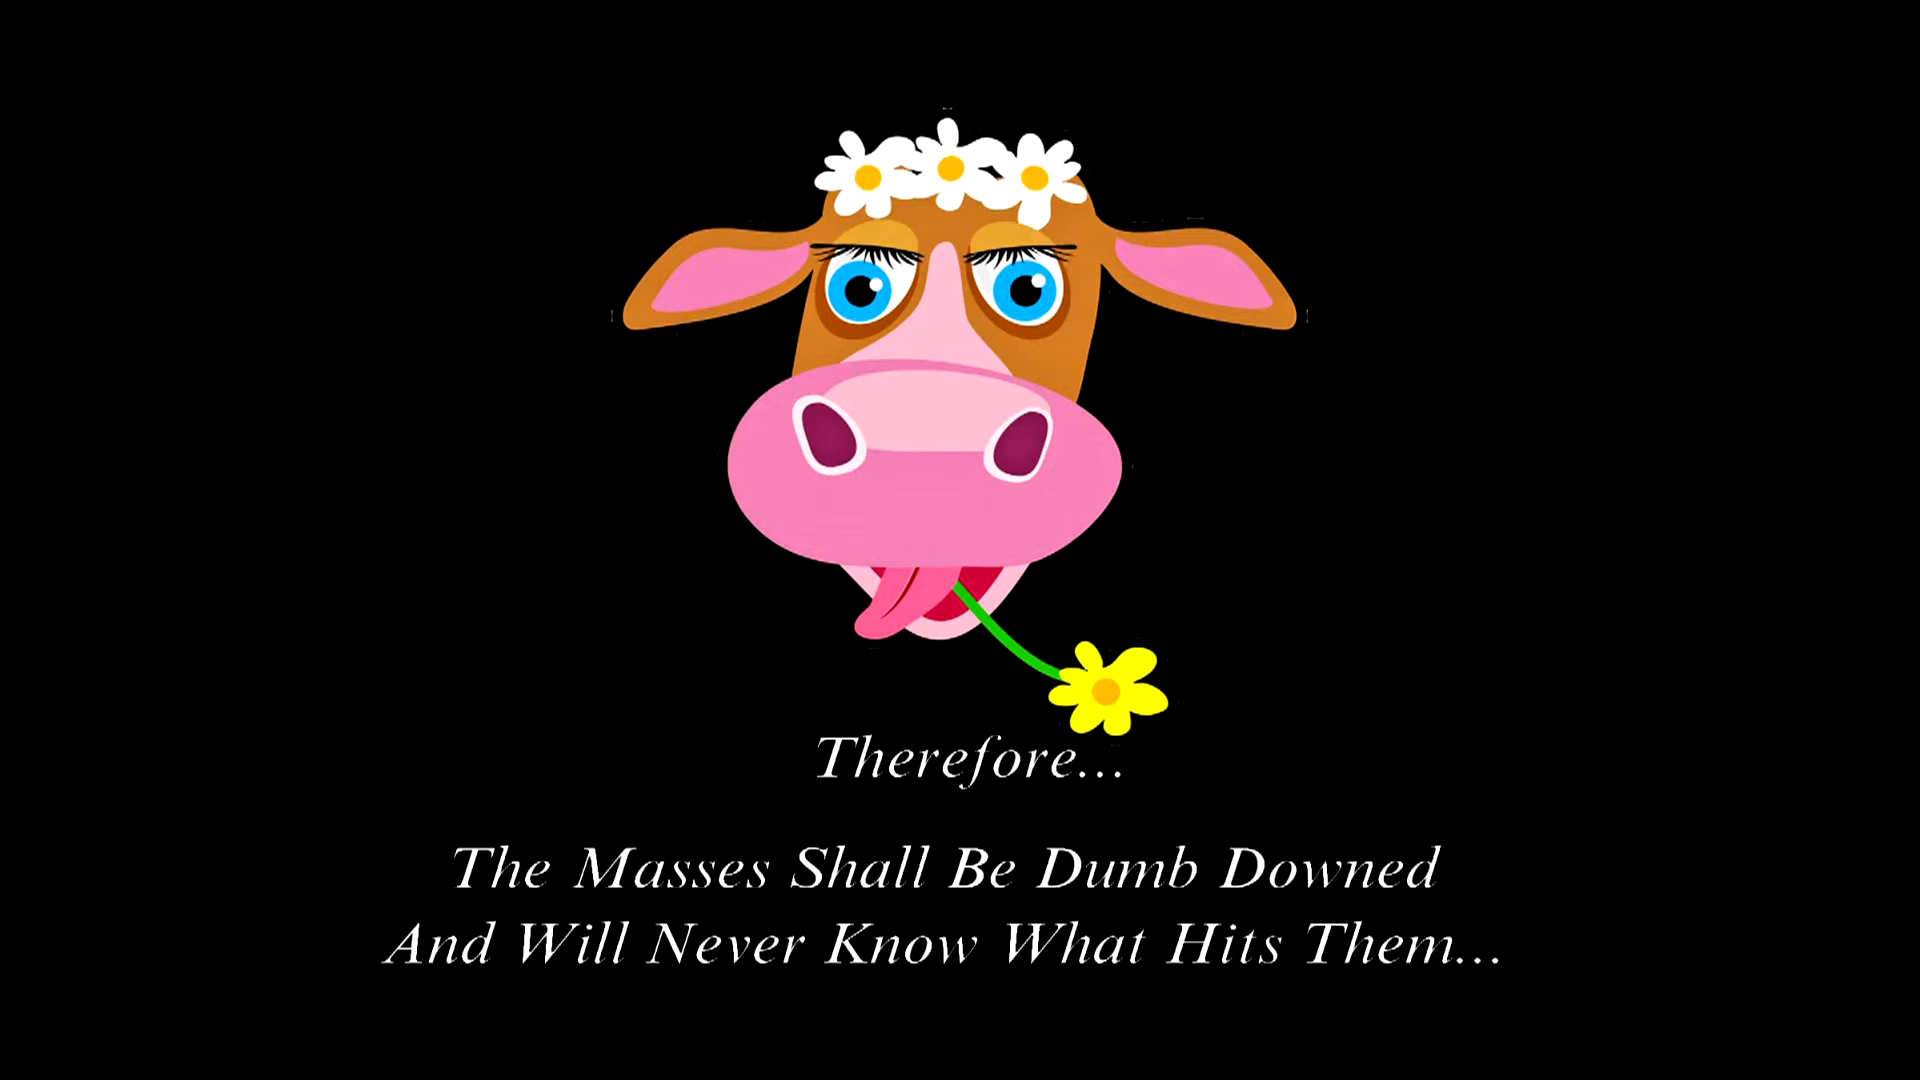 Therefore...
The Masses Shall Be Dumb Downed
And Will Never Know What Hits Them...